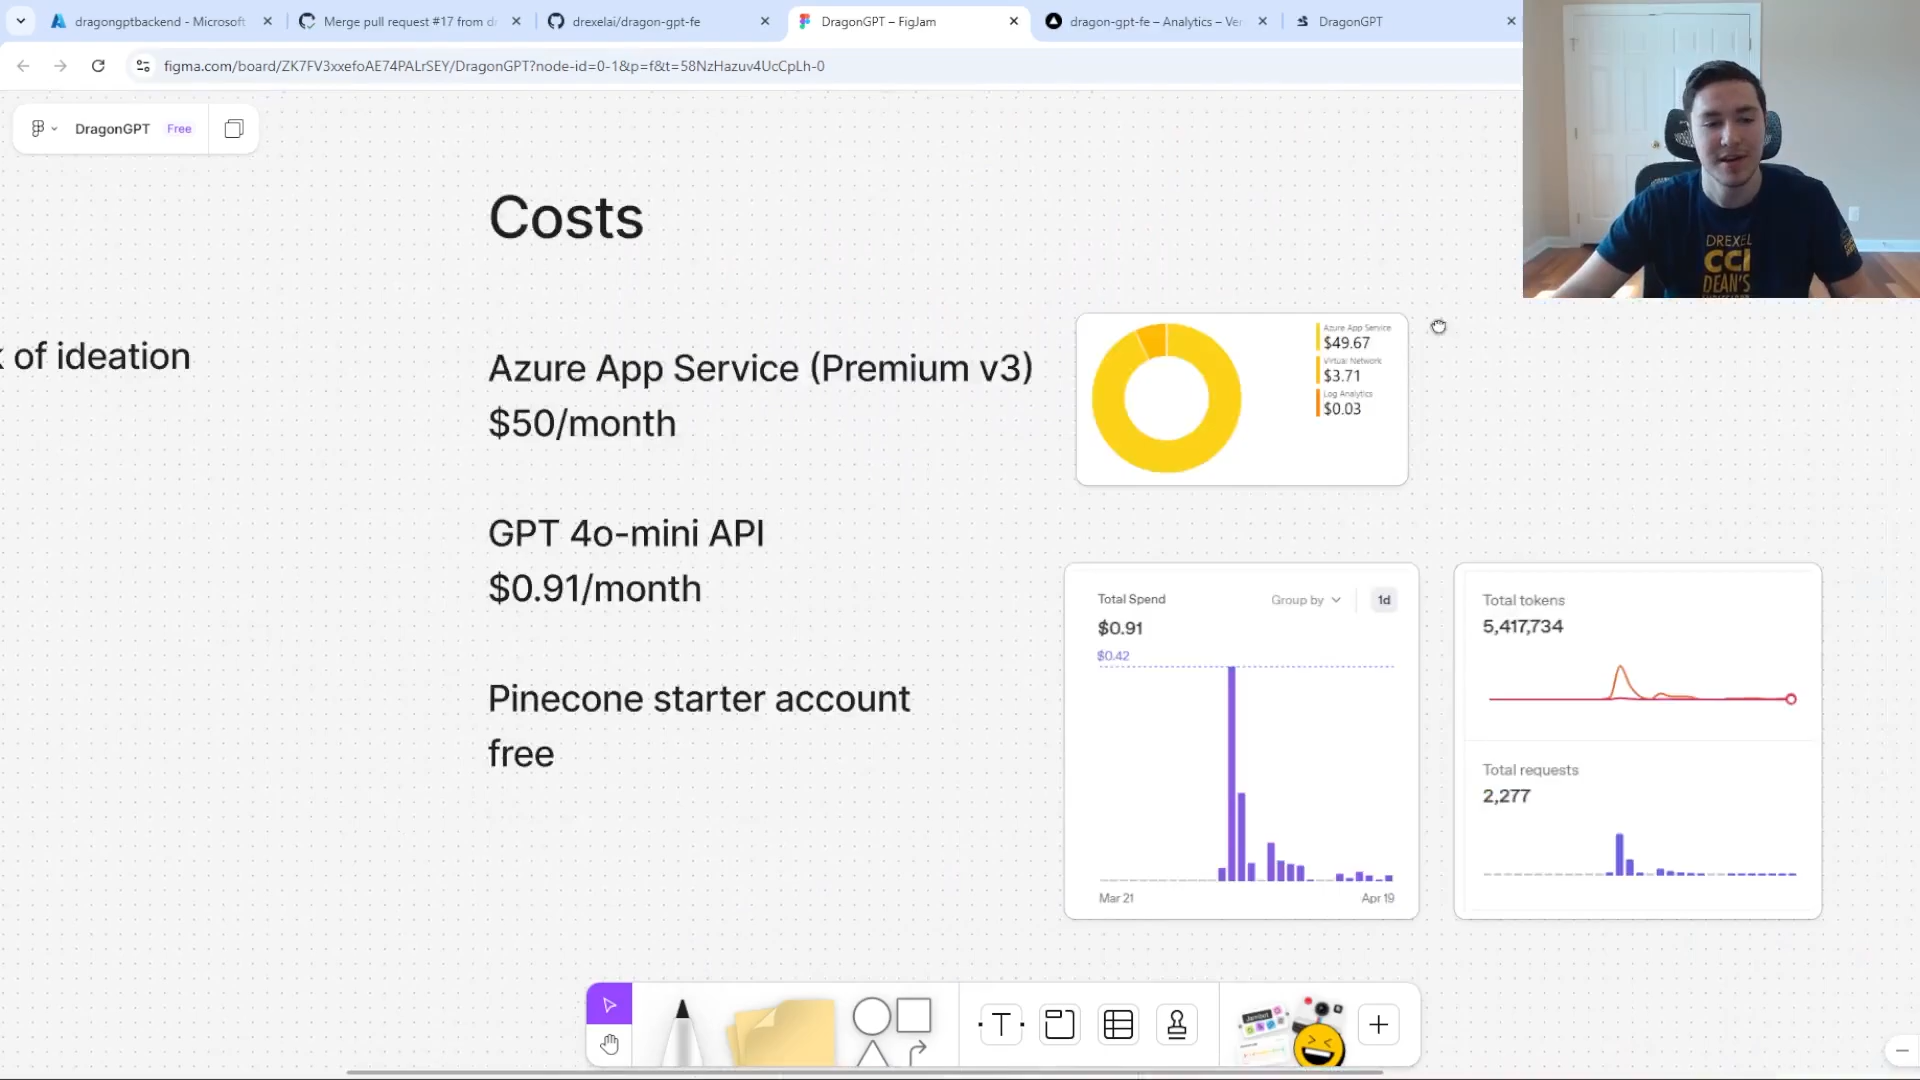 dragongptbackend - Microsoft
Merge pull request #17 from dr
drexelai/dragon-gpt-fe
DragonGPT – FigJam
dragon-gpt-fe – Analytics – Ver
DragonGPT
figma.com/board/ZK7FV3xxefoAE74PALrSEY/DragonGPT?node-id=0-1&p=f&t=58NzHazuv4UcCpLh-0
DragonGPT Free
DREXEL
CCI
DEAN'S
Costs
of ideation
Azure App Service (Premium v3)
$50/month
Azure App Service
$49.67
Virtual Network
$3.71
Log Analytics
$0.03
GPT 4o-mini API
$0.91/month
Pinecone starter account
free
Total Spend
Group by
1d
$0.91
$0.42
Mar 21
Apr 19
Total tokens
5,417,734
Total requests
2,277
T